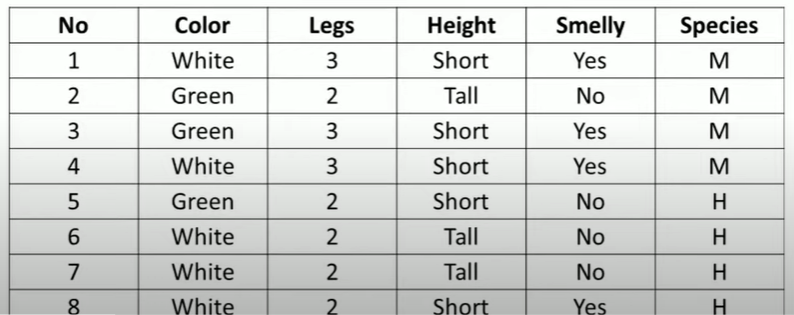 No Color Legs Height Smelly Species
1 White 3 Short Yes M
2 Green 2 Tall No M
3 Green 3 Short Yes M
4 White 3 Short Yes M
5 Green 2 Short No H
6 White 2 Tall No H
7 White 2 Tall No H
8 White 2 Short Yes H